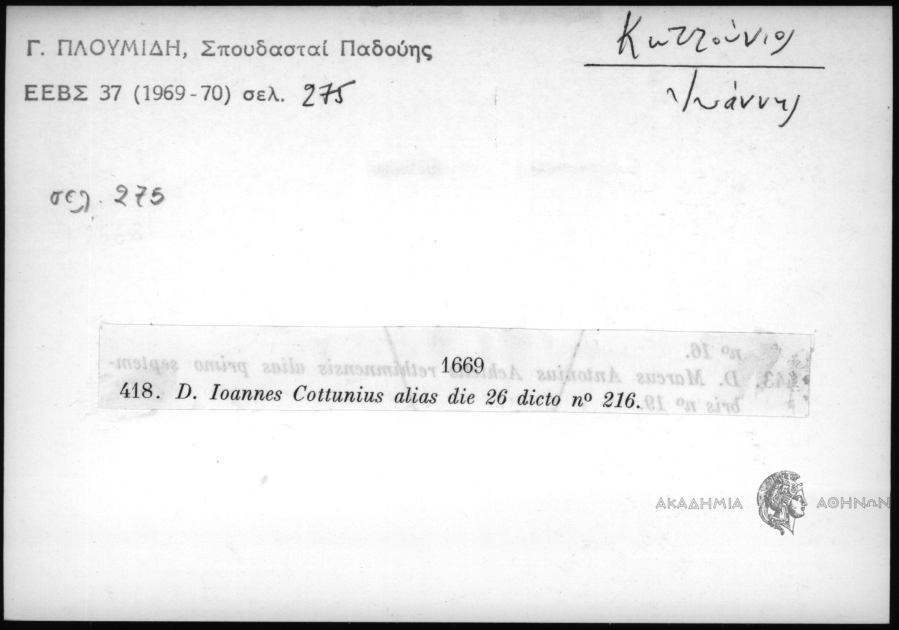 Γ. ΠΛΟΥΜΙΔΗ, Σπουδασταί Παδούης
ΕΕΒΣ 37 (1969-70) σελ. 275
Κωττούνιος
Ἰωάννης
σελ. 275
1669
418. D. Ioannes Cottunius alias die 26 dicto nº 216.
ΑΚΑΔΗΜΙΑ ΑΘΗΝΩΝ